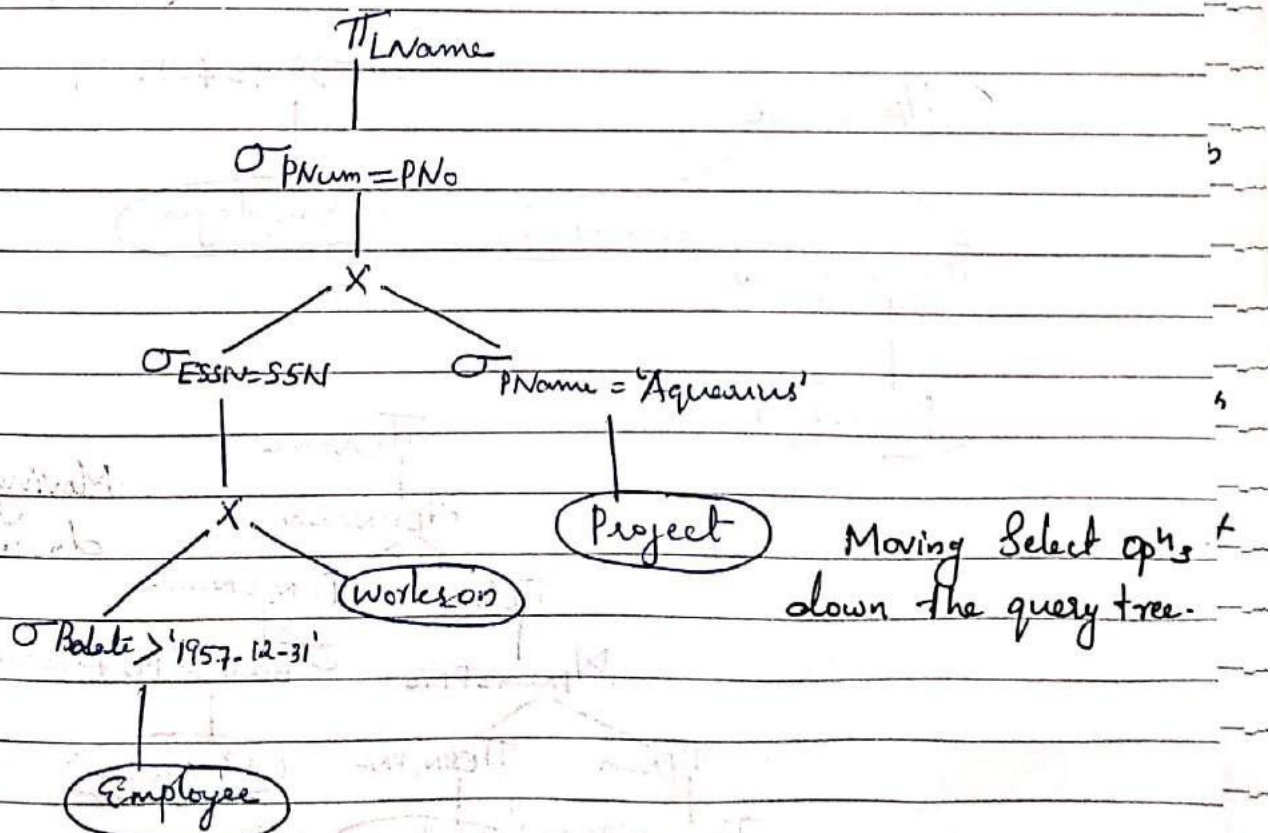 π LName
σ PNum = PNo
X
σ ESSN=SSN
σ PName = 'Aquarius'
X
Project
Moving Select opns
down the query tree.
workson
σ Bdate > '1957-12-31'
Employee